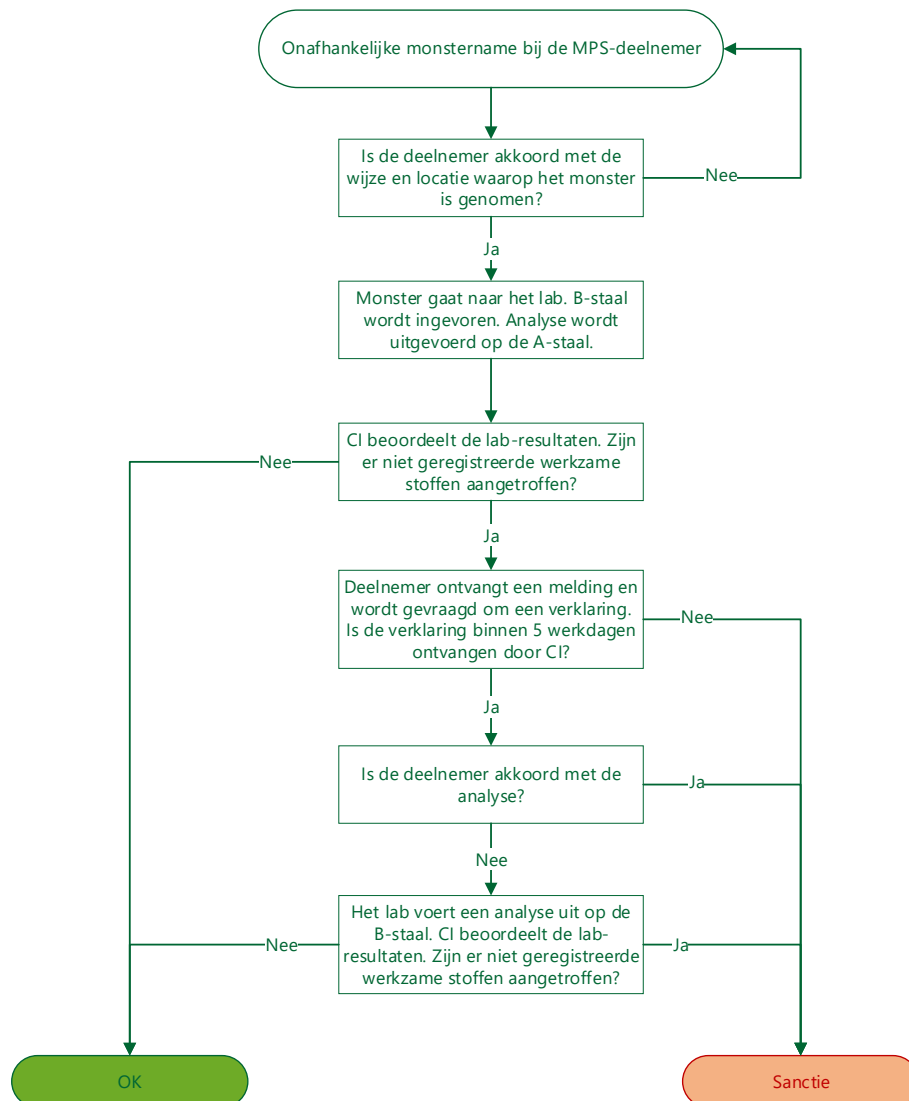 Onafhankelijke monstername bij de MPS-deelnemer
Is de deelnemer akkoord met de
wijze en locatie waarop het monster
is genomen?
Nee
Ja
Monster gaat naar het lab. B-staal
wordt ingevoren. Analyse wordt
uitgevoerd op de A-staal.
CI beoordeelt de lab-resultaten. Zijn
er niet geregistreerde werkzame
stoffen aangetroffen?
Nee
Ja
Deelnemer ontvangt een melding en
wordt gevraagd om een verklaring.
Is de verklaring binnen 5 werkdagen
ontvangen door CI?
Nee
Ja
Is de deelnemer akkoord met de
analyse?
Ja
Nee
Het lab voert een analyse uit op de
B-staal. CI beoordeelt de lab-
resultaten. Zijn er niet geregistreerde
werkzame stoffen aangetroffen?
Nee
Ja
OK
Sanctie